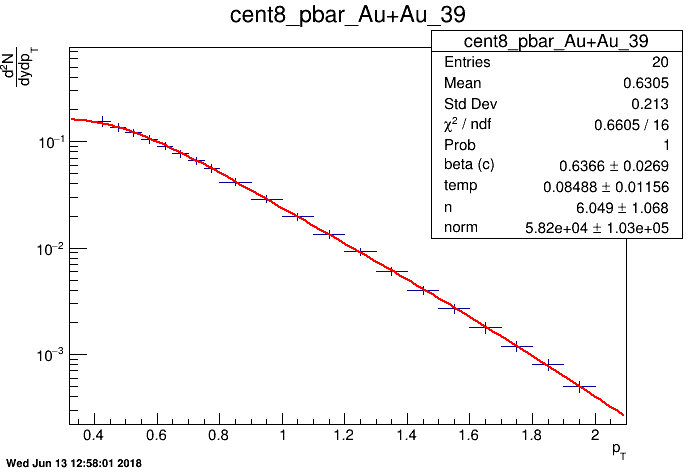 cent8_pbar_Au+Au_39
cent8_pbar_Au+Au_39
Entries 20
Mean 0.6305
Std Dev 0.213
χ² / ndf 0.6605 / 16
Prob 1
beta (c) 0.6366 ± 0.0269
temp 0.08488 ± 0.01156
n 6.049 ± 1.068
norm 5.82e+04 ± 1.03e+05
d²N
dydp_T
10⁻¹
10⁻²
10⁻³
0.4 0.6 0.8 1 1.2 1.4 1.6 1.8 2
p_T
Wed Jun 13 12:58:01 2018